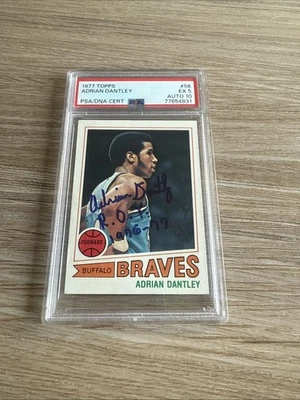 1977 TOPPS #56
ADRIAN DANTLEY EX 5
AUTO 10
PSA/DNA CERT PSA 77654831
Adrian Dantley
R.O.Y.
1976-77
FORWARD
BUFFALO BRAVES
ADRIAN DANTLEY